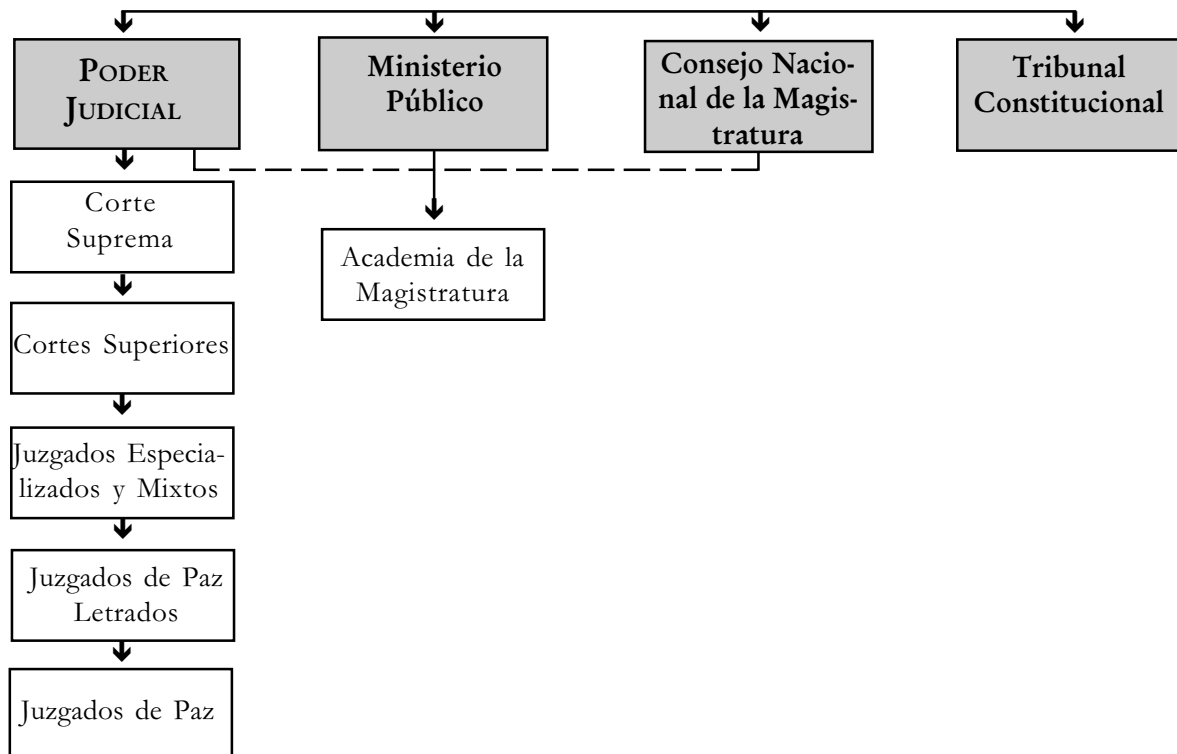 PODER
JUDICIAL
Ministerio
Público
Consejo Nacio-
nal de la Magis-
tratura
Tribunal
Constitucional
Corte
Suprema
Academia de la
Magistratura
Cortes Superiores
Juzgados Especia-
lizados y Mixtos
Juzgados de Paz
Letrados
Juzgados de Paz